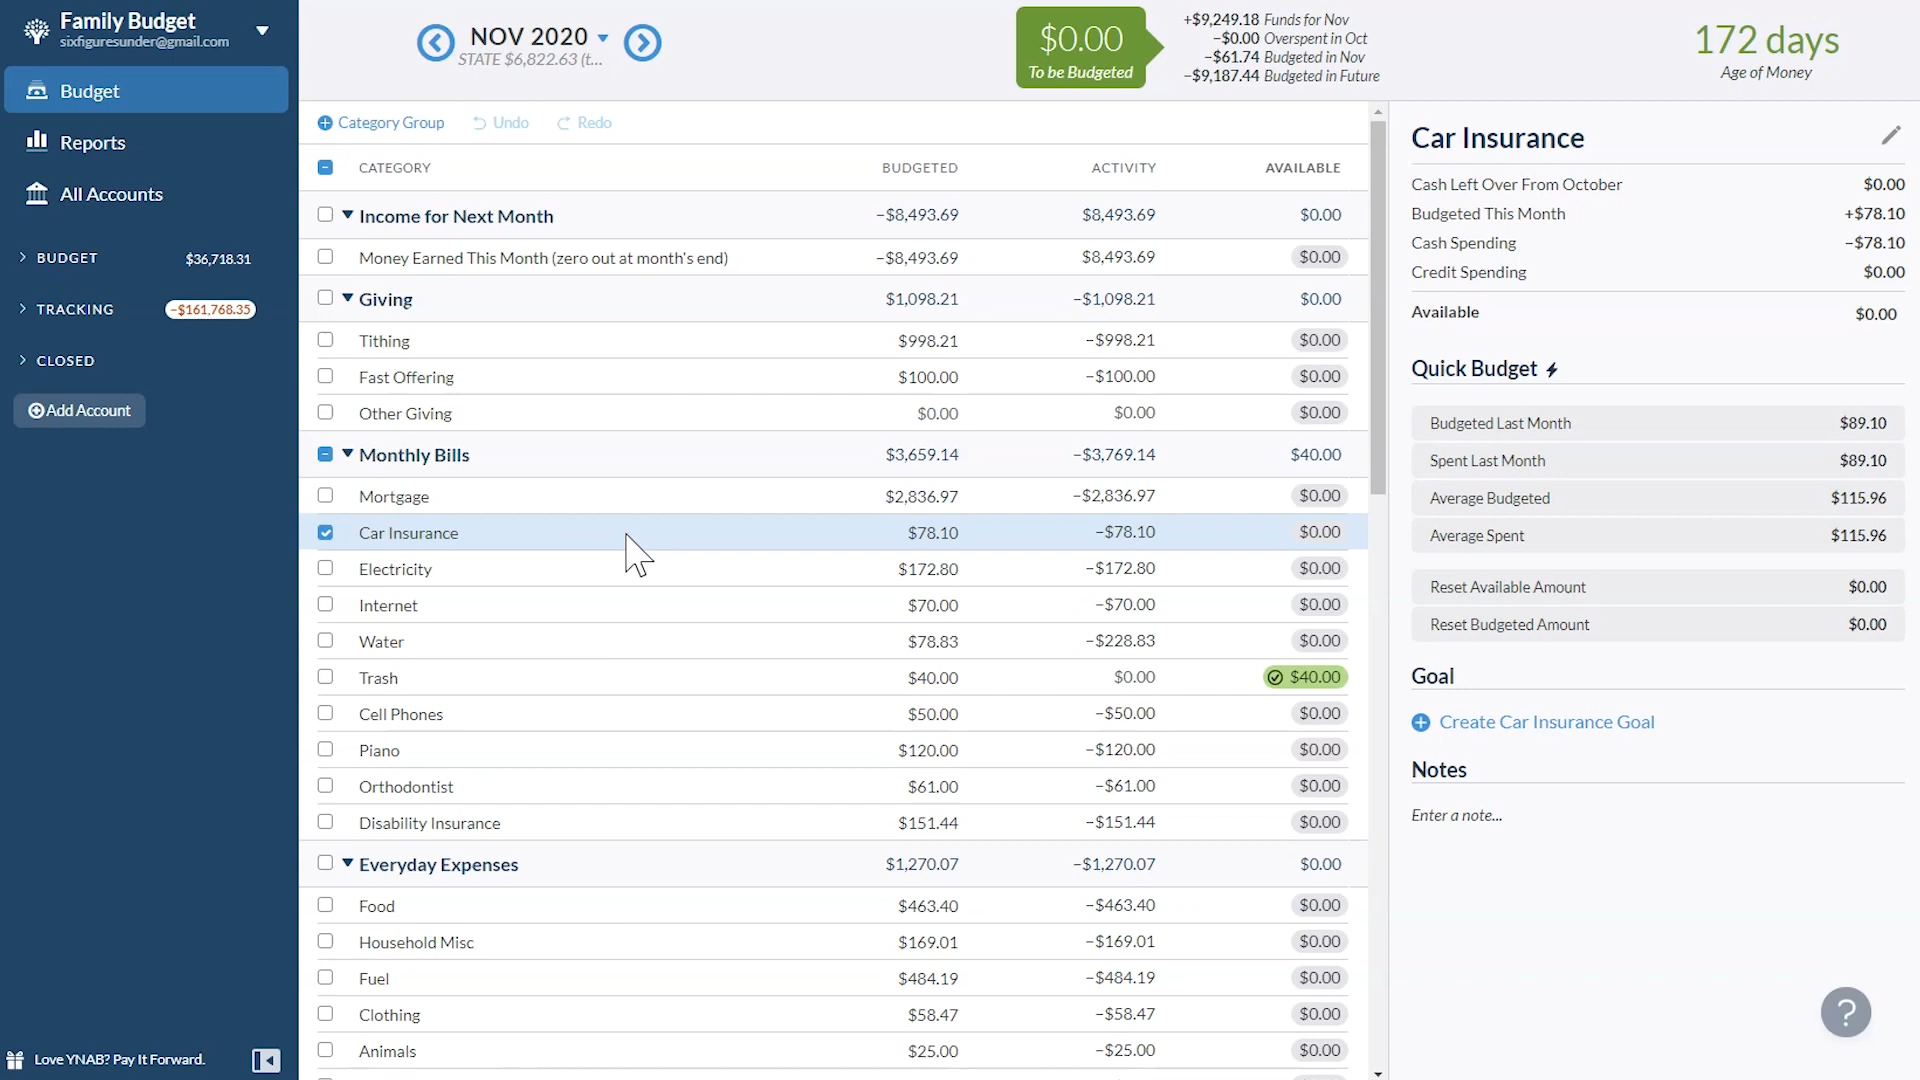 Family Budget
sixfiguresunder@gmail.com
Budget
Reports
All Accounts
BUDGET $36,718.31
TRACKING −$161,768.35
CLOSED
Add Account
Love YNAB? Pay It Forward.
NOV 2020
STATE $6,822.63 (t...
$0.00
To be Budgeted
+$9,249.18 Funds for Nov
−$0.00 Overspent in Oct
−$61.74 Budgeted in Nov
−$9,187.44 Budgeted in Future
172 days
Age of Money
Category Group Undo Redo
CATEGORY BUDGETED ACTIVITY AVAILABLE
Income for Next Month −$8,493.69 $8,493.69 $0.00
Money Earned This Month (zero out at month's end) −$8,493.69 $8,493.69 $0.00
Giving $1,098.21 −$1,098.21 $0.00
Tithing $998.21 −$998.21 $0.00
Fast Offering $100.00 −$100.00 $0.00
Other Giving $0.00 $0.00 $0.00
Monthly Bills $3,659.14 −$3,769.14 $40.00
Mortgage $2,836.97 −$2,836.97 $0.00
Car Insurance $78.10 −$78.10 $0.00
Electricity $172.80 −$172.80 $0.00
Internet $70.00 −$70.00 $0.00
Water $78.83 −$228.83 $0.00
Trash $40.00 $0.00 $40.00
Cell Phones $50.00 −$50.00 $0.00
Piano $120.00 −$120.00 $0.00
Orthodontist $61.00 −$61.00 $0.00
Disability Insurance $151.44 −$151.44 $0.00
Everyday Expenses $1,270.07 −$1,270.07 $0.00
Food $463.40 −$463.40 $0.00
Household Misc $169.01 −$169.01 $0.00
Fuel $484.19 −$484.19 $0.00
Clothing $58.47 −$58.47 $0.00
Animals $25.00 −$25.00 $0.00
Car Insurance
Cash Left Over From October $0.00
Budgeted This Month +$78.10
Cash Spending −$78.10
Credit Spending $0.00
Available $0.00
Quick Budget
Budgeted Last Month $89.10
Spent Last Month $89.10
Average Budgeted $115.96
Average Spent $115.96
Reset Available Amount $0.00
Reset Budgeted Amount $0.00
Goal
Create Car Insurance Goal
Notes
Enter a note...
?